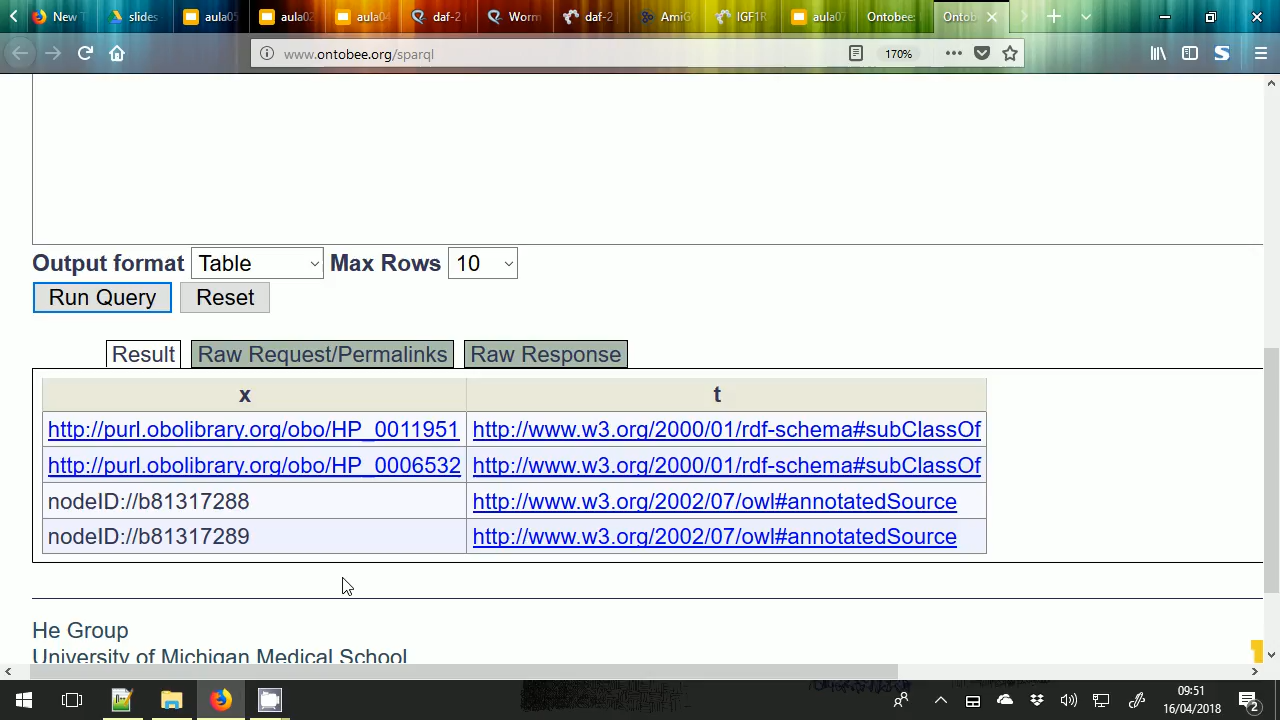 New T
slides
aula05
aula02
aula04
daf-2
Worm
daf-2
AmiG
IGF1R
aula07
Ontobee:
Ontob
www.ontobee.org/sparql
170%
Output format Table Max Rows 10
Run Query Reset
Result Raw Request/Permalinks Raw Response
x t
http://purl.obolibrary.org/obo/HP_0011951 http://www.w3.org/2000/01/rdf-schema#subClassOf
http://purl.obolibrary.org/obo/HP_0006532 http://www.w3.org/2000/01/rdf-schema#subClassOf
nodeID://b81317288 http://www.w3.org/2002/07/owl#annotatedSource
nodeID://b81317289 http://www.w3.org/2002/07/owl#annotatedSource
He Group
University of Michigan Medical School
09:51
16/04/2018
2